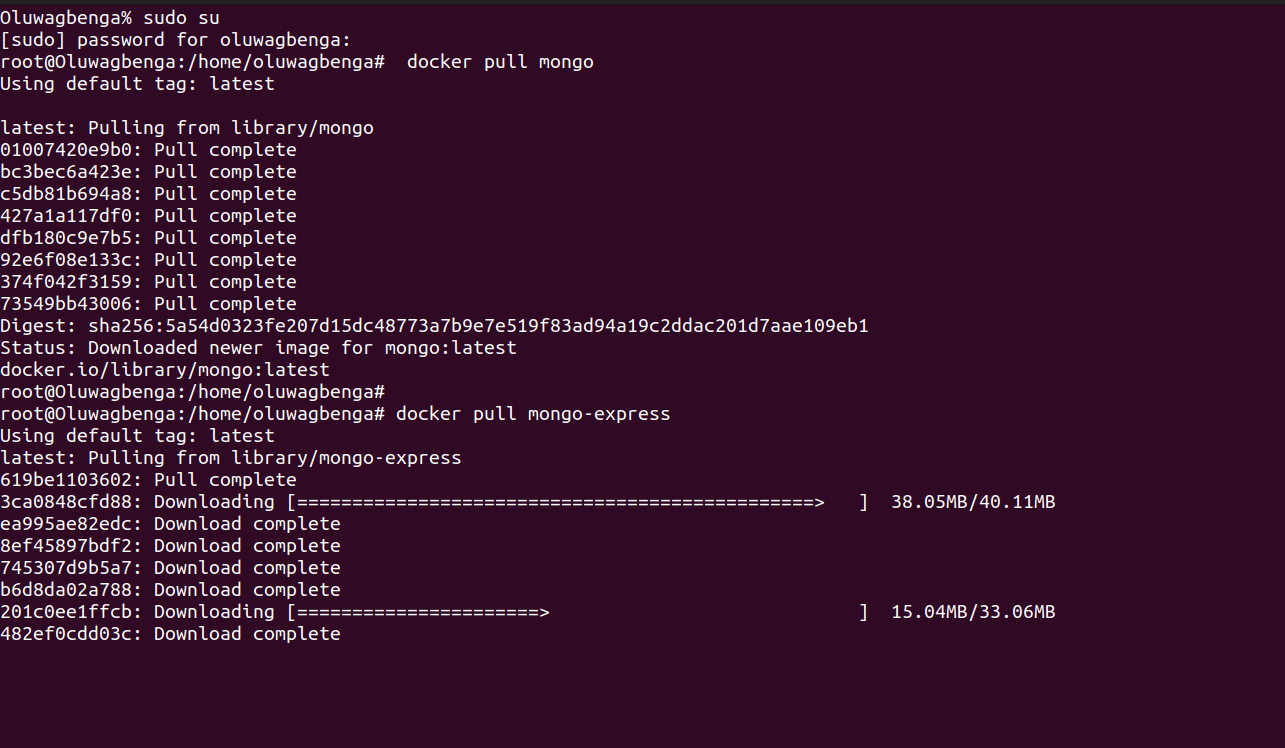 Oluwagbenga% sudo su
[sudo] password for oluwagbenga:
root@Oluwagbenga:/home/oluwagbenga#  docker pull mongo
Using default tag: latest

latest: Pulling from library/mongo
01007420e9b0: Pull complete
bc3bec6a423e: Pull complete
c5db81b694a8: Pull complete
427a1a117df0: Pull complete
dfb180c9e7b5: Pull complete
92e6f08e133c: Pull complete
374f042f3159: Pull complete
73549bb43006: Pull complete
Digest: sha256:5a54d0323fe207d15dc48773a7b9e7e519f83ad94a19c2ddac201d7aae109eb1
Status: Downloaded newer image for mongo:latest
docker.io/library/mongo:latest
root@Oluwagbenga:/home/oluwagbenga#
root@Oluwagbenga:/home/oluwagbenga# docker pull mongo-express
Using default tag: latest
latest: Pulling from library/mongo-express
619be1103602: Pull complete
3ca0848cfd88: Downloading [===============================================>   ]  38.05MB/40.11MB
ea995ae82edc: Download complete
8ef45897bdf2: Download complete
745307d9b5a7: Download complete
b6d8da02a788: Download complete
201c0ee1ffcb: Downloading [======================>                            ]  15.04MB/33.06MB
482ef0cdd03c: Download complete